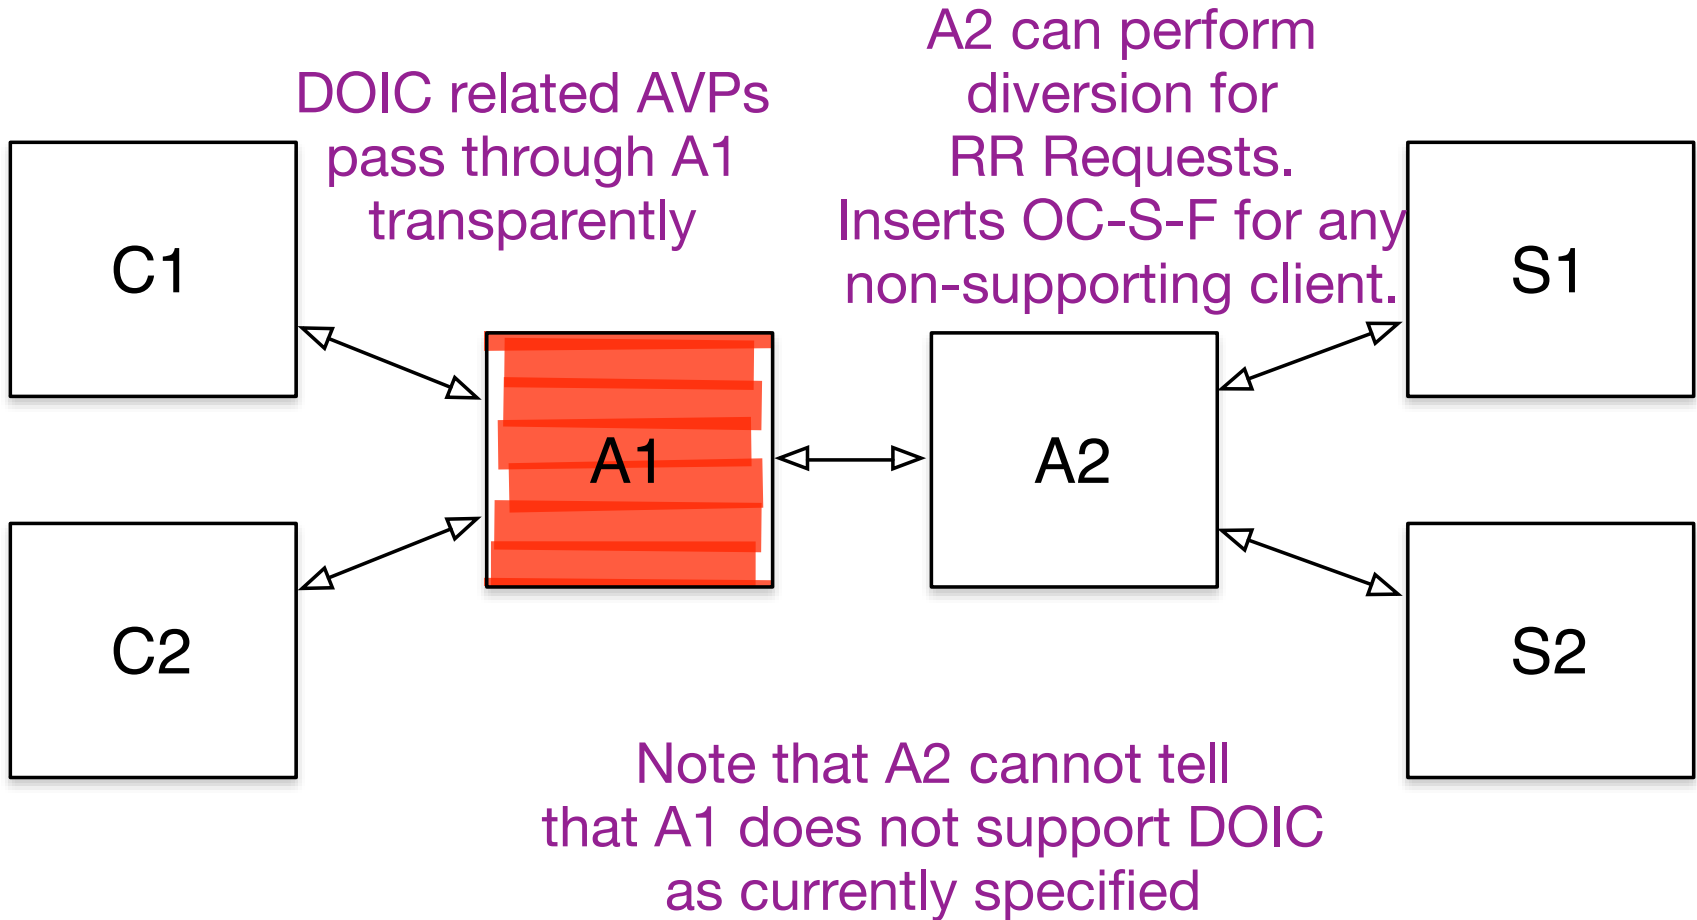 DOIC related AVPs
pass through A1
transparently
A2 can perform
diversion for
RR Requests.
Inserts OC-S-F for any
non-supporting client.
C1
S1
A1
A2
C2
S2
Note that A2 cannot tell
that A1 does not support DOIC
as currently specified